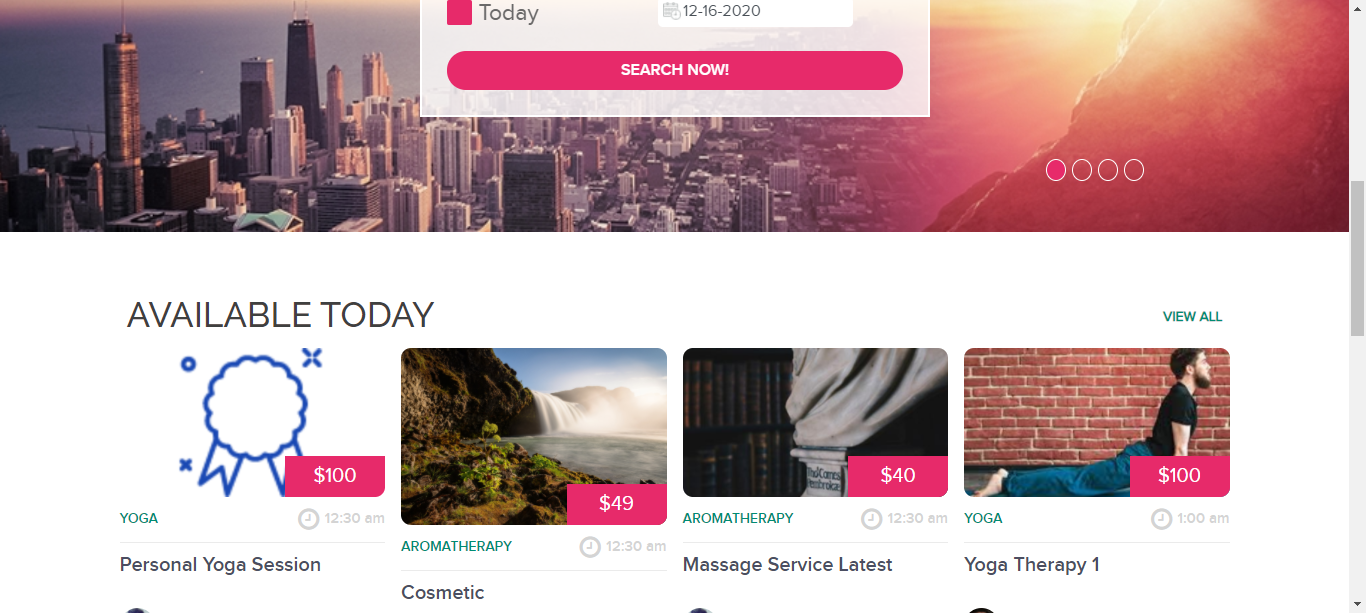 Today
12-16-2020
SEARCH NOW!
AVAILABLE TODAY
VIEW ALL
$100
YOGA
12:30 am
Personal Yoga Session
$49
AROMATHERAPY
12:30 am
Cosmetic
$40
AROMATHERAPY
12:30 am
Massage Service Latest
$100
YOGA
1:00 am
Yoga Therapy 1